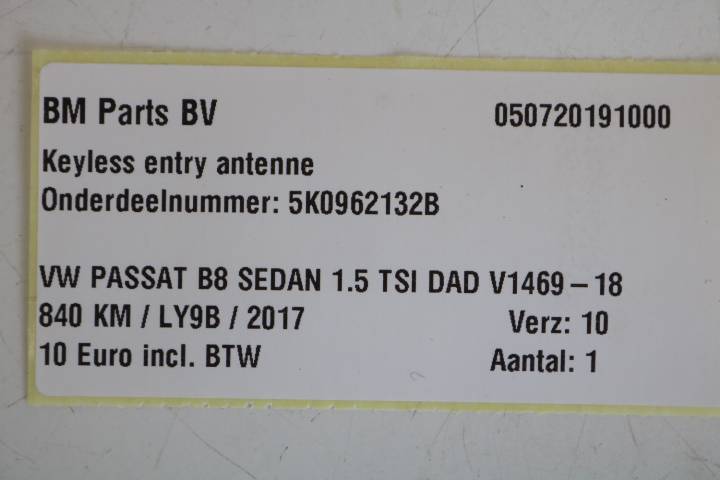 BM Parts BV 050720191000
Keyless entry antenne
Onderdeelnummer: 5K0962132B
VW PASSAT B8 SEDAN 1.5 TSI DAD V1469-18
840 KM / LY9B / 2017 Verz: 10
10 Euro incl. BTW Aantal: 1